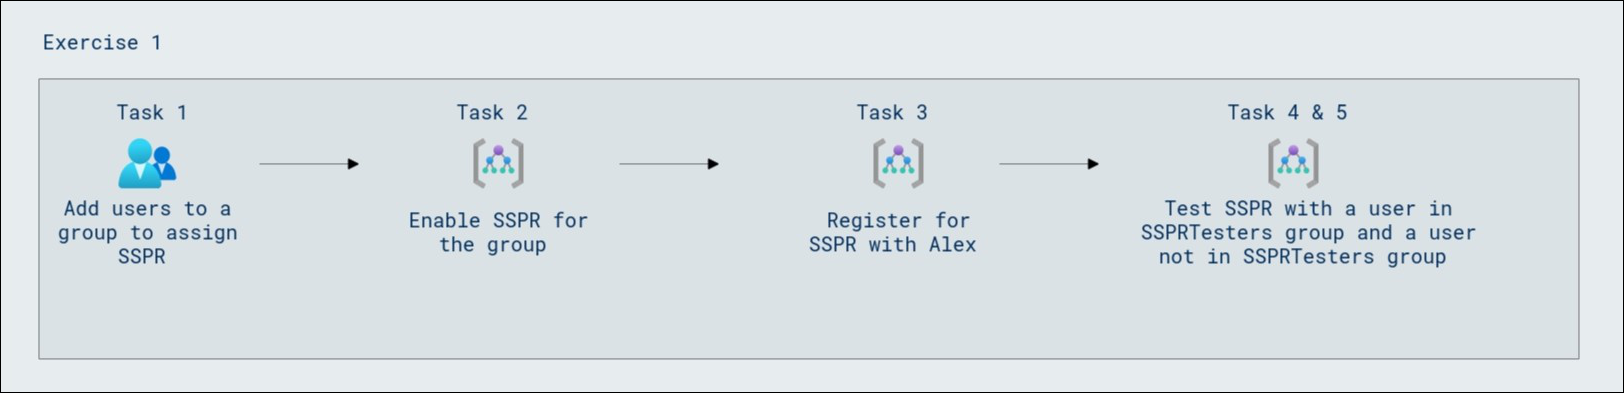 Exercise 1
Task 1
Add users to a
group to assign
SSPR
Task 2
Enable SSPR for
the group
Task 3
Register for
SSPR with Alex
Task 4 & 5
Test SSPR with a user in
SSPRTesters group and a user
not in SSPRTesters group